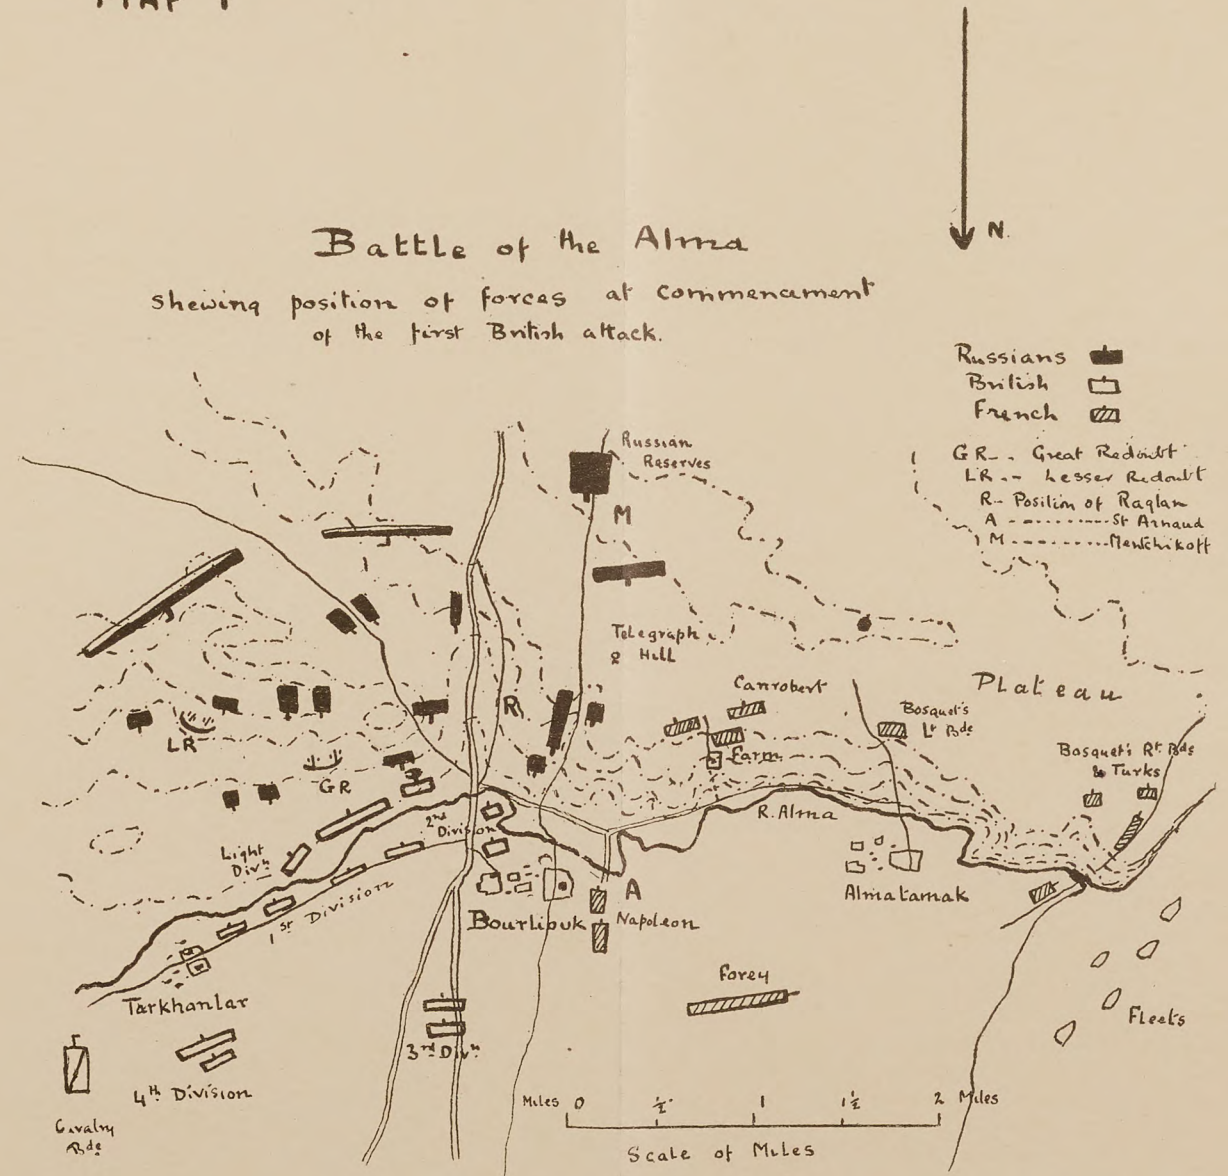 MAP 1
N.
Battle of the Alma
shewing position of forces at commencement
of the first British attack.
Russians
British
French
GR - . Great Redoubt
LR - - Lesser Redoubt
R - Position of Raglan
A - - - - - - - - - St Arnaud
M - - - - - - - - - Mentchikoff
Russian
Reserves
M
Telegraph
Hill
R
Canrobert
Farm
Bosquet's
Lt Bde
Plateau
Bosquet's Rt. Bde
& Turks
LR
GR
R. Alma
2nd
Division
Light
Divn
1st Division
Almatamak
A
Bourliouk
Napoleon
Tarkhanlar
Forey
Fleets
3rd Divn
4th Division
Cavalry
Bde
Miles 0 ½ 1 1½ 2 Miles
Scale of Miles